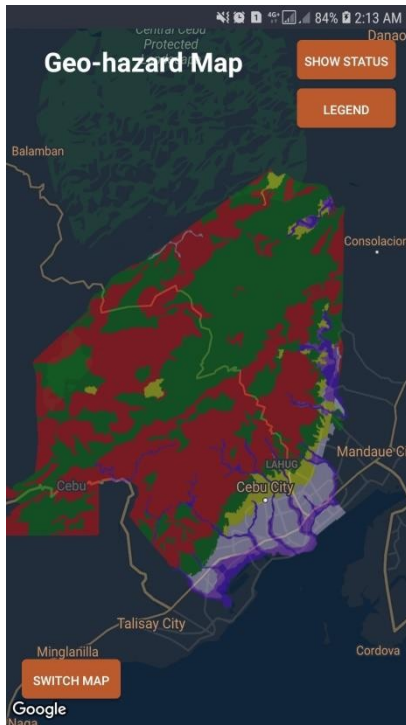 4G+ 84% 2:13 AM
Central Cebu
Protected
Danao
Geo-hazard Map
SHOW STATUS
LEGEND
Balamban
Consolacion
Mandaue C
LAHUG
Cebu City
Cebu
Talisay City
Minglanilla
Cordova
SWITCH MAP
Google
Naga